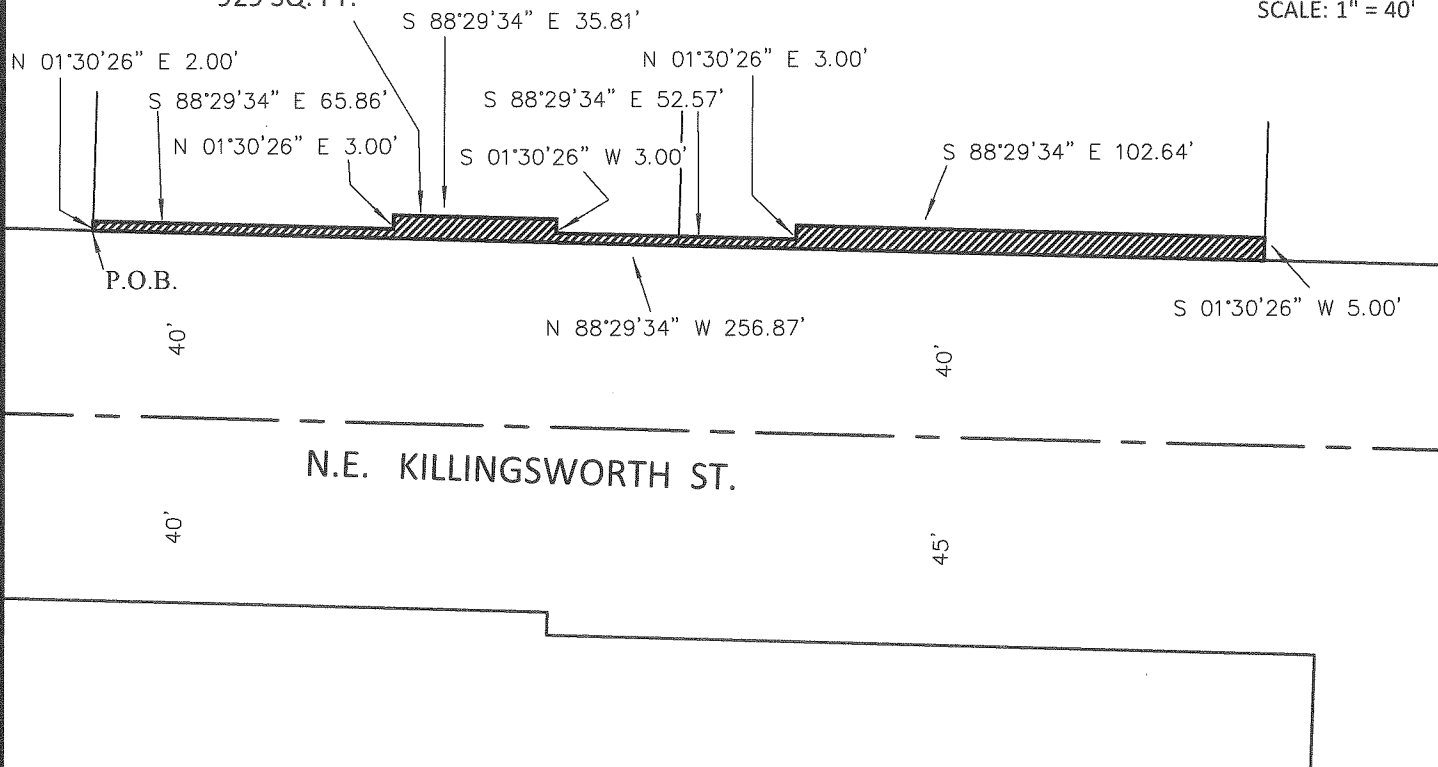 SCALE: 1" = 40'
S 88°29'34" E 35.81'
N 01°30'26" E 2.00'
N 01°30'26" E 3.00'
S 88°29'34" E 65.86'
S 88°29'34" E 52.57'
N 01°30'26" E 3.00'
S 01°30'26" W 3.00'
S 88°29'34" E 102.64'
P.O.B.
S 01°30'26" W 5.00'
N 88°29'34" W 256.87'
40'
40'
N.E. KILLINGSWORTH ST.
40'
45'